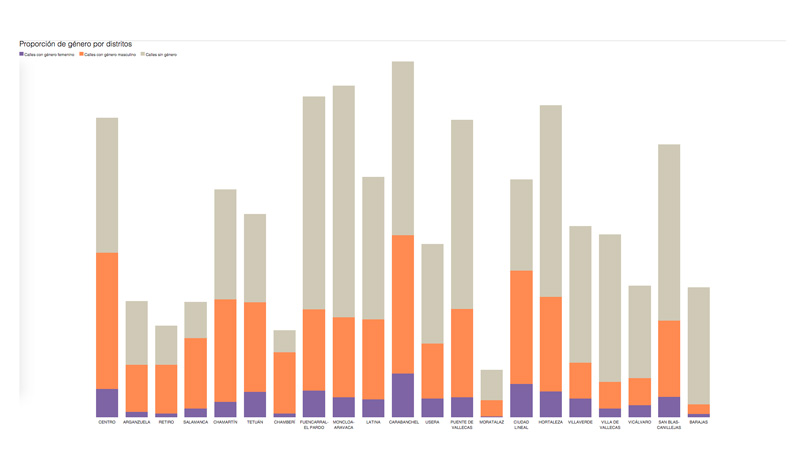 Proporción de género por distritos
Calles con género femenino Calles con género masculino Calles sin género
CENTRO ARGANZUELA RETIRO SALAMANCA CHAMARTÍN TETUÁN CHAMBERÍ FUENCARRAL-EL PARDO MONCLOA-ARAVACA LATINA CARABANCHEL USERA PUENTE DE VALLECAS MORATALAZ CIUDAD LINEAL HORTALEZA VILLAVERDE VILLA DE VALLECAS VICÁLVARO SAN BLAS-CANILLEJAS BARAJAS